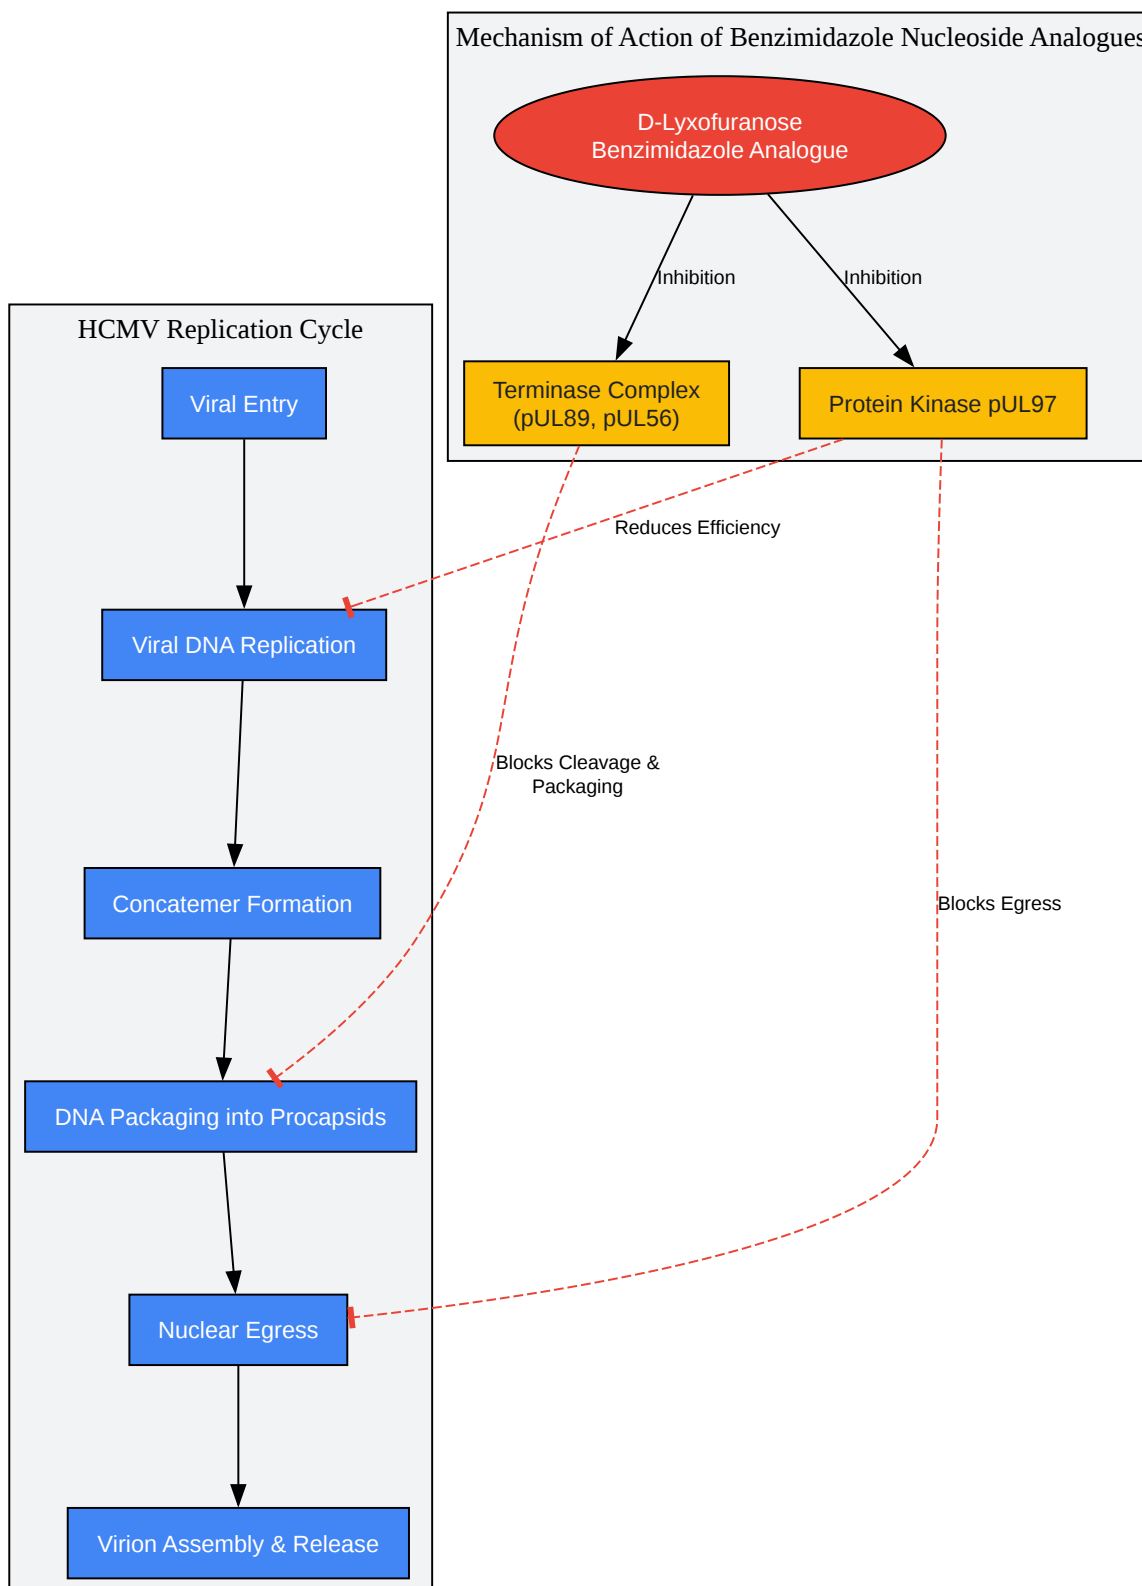 Mechanism of Action of Benzimidazole Nucleoside Analogues
D-Lyxofuranose
Benzimidazole Analogue
Inhibition
Inhibition
Terminase Complex
(pUL89, pUL56)
Protein Kinase pUL97
HCMV Replication Cycle
Viral Entry
Reduces Efficiency
Viral DNA Replication
Blocks Cleavage &
Packaging
Concatemer Formation
Blocks Egress
DNA Packaging into Procapsids
Nuclear Egress
Virion Assembly & Release